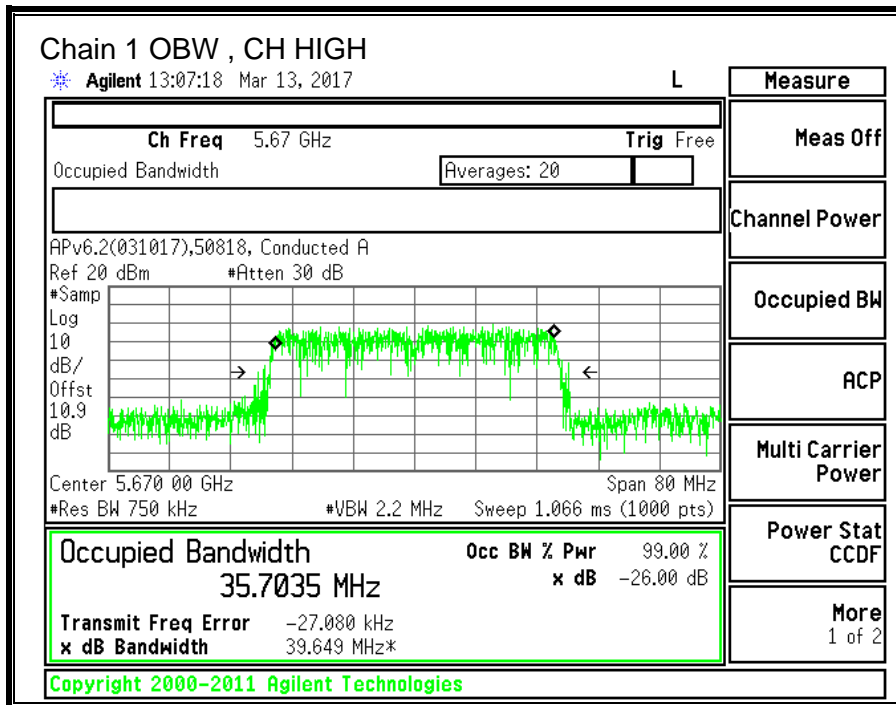 Chain 1 OBW , CH HIGH
Agilent 13:07:18 Mar 13, 2017 L
Measure
Ch Freq 5.67 GHz Trig Free
Meas Off
Occupied Bandwidth Averages: 20
Channel Power
APv6.2(031017),50818, Conducted A
Ref 20 dBm #Atten 30 dB
#Samp
Log
10
dB/
Offst
10.9
dB
Occupied BW
ACP
Multi Carrier
Power
Center 5.670 00 GHz Span 80 MHz
#Res BW 750 kHz #VBW 2.2 MHz Sweep 1.066 ms (1000 pts)
Power Stat
CCDF
Occupied Bandwidth Occ BW % Pwr 99.00 %
35.7035 MHz x dB -26.00 dB
Transmit Freq Error -27.080 kHz
x dB Bandwidth 39.649 MHz*
More
1 of 2
Copyright 2000-2011 Agilent Technologies